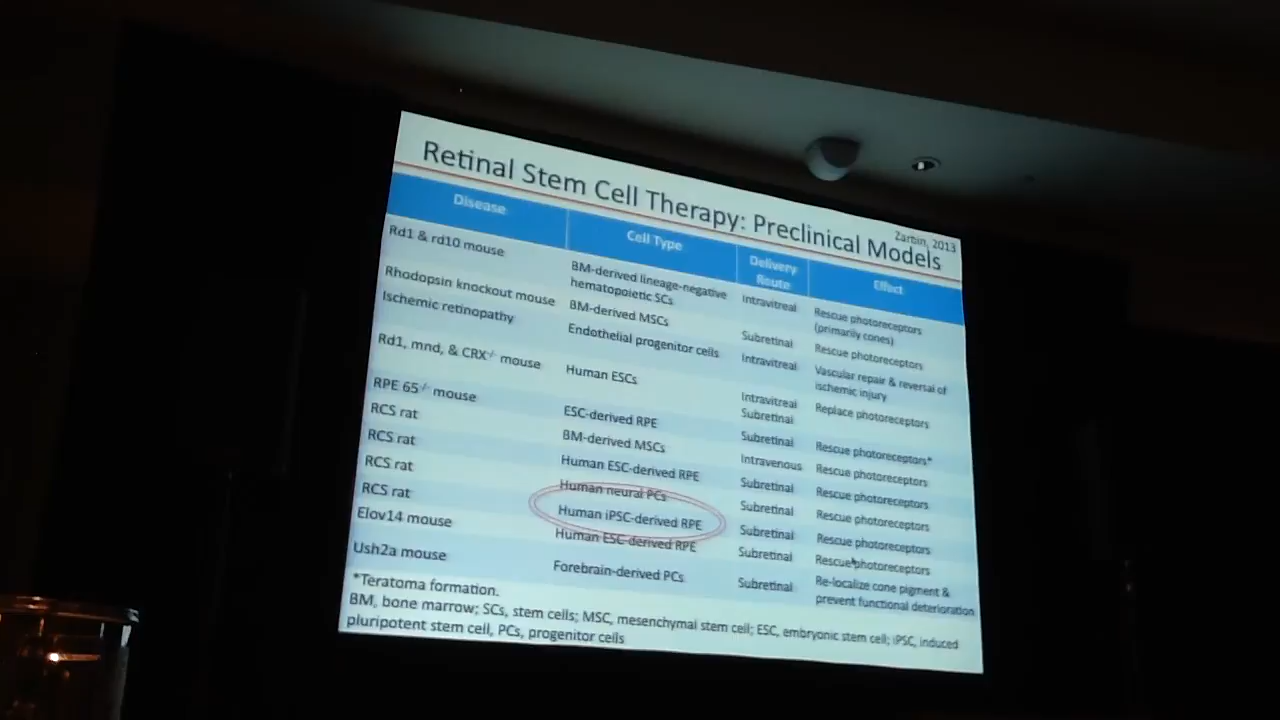 Retinal Stem Cell Therapy: Preclinical Models
Zarbin, 2013
Disease Cell Type Delivery Route Effect
Rd1 & rd10 mouse BM-derived lineage-negative hematopoietic SCs Intravitreal Rescue photoreceptors (primarily cones)
Rhodopsin knockout mouse BM-derived MSCs Subretinal Rescue photoreceptors
Ischemic retinopathy Endothelial progenitor cells Intravitreal Vascular repair & reversal of ischemic injury
Rd1, mnd, & CRX-/- mouse Human ESCs Intravitreal Subretinal Replace photoreceptors
RPE 65-/- mouse ESC-derived RPE Subretinal Rescue photoreceptors*
RCS rat BM-derived MSCs Intravenous Rescue photoreceptors
RCS rat Human ESC-derived RPE Subretinal Rescue photoreceptors
RCS rat Human neural PCs Subretinal Rescue photoreceptors
RCS rat Human iPSC-derived RPE Subretinal Rescue photoreceptors
Elov14 mouse Human ESC-derived RPE Subretinal Rescue photoreceptors
Ush2a mouse Forebrain-derived PCs Subretinal Re-localize cone pigment & prevent functional deterioration
*Teratoma formation.
BM, bone marrow; SCs, stem cells; MSC, mesenchymal stem cell; ESC, embryonic stem cell; iPSC, induced
pluripotent stem cell, PCs, progenitor cells